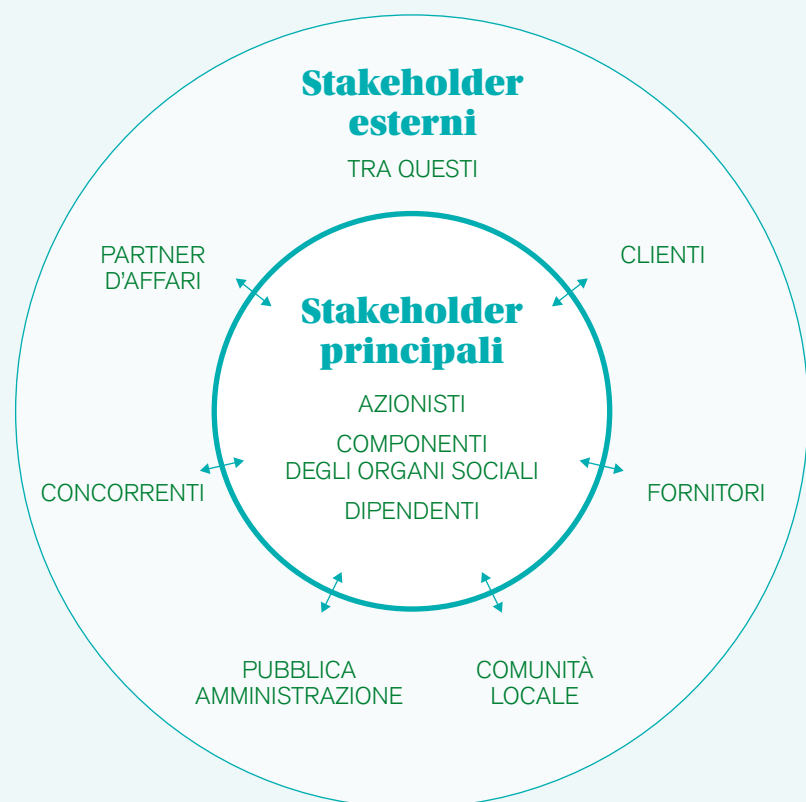 Stakeholder
esterni
TRA QUESTI
PARTNER
D'AFFARI
CLIENTI
Stakeholder
principali
AZIONISTI
COMPONENTI
DEGLI ORGANI SOCIALI
DIPENDENTI
CONCORRENTI
FORNITORI
PUBBLICA
AMMINISTRAZIONE
COMUNITÀ
LOCALE